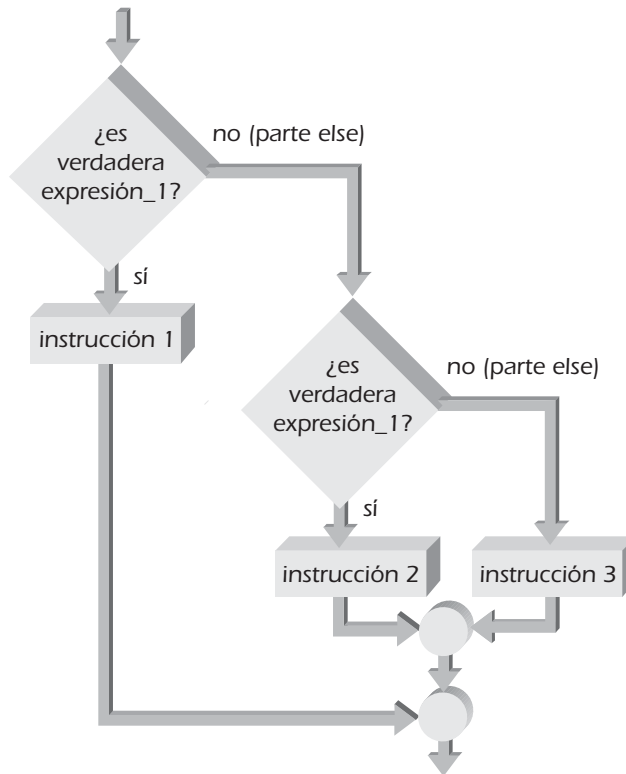 ¿es
verdadera
expresión_1?
no (parte else)
sí
instrucción 1
¿es
verdadera
expresión_1?
no (parte else)
sí
instrucción 2
instrucción 3